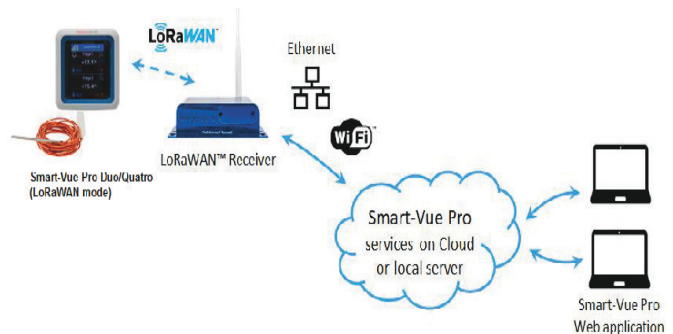 LoRaWAN
Ethernet
WiFi
LoRaWAN™ Receiver
Smart-Vue Pro Duo/Quatro
(LoRaWAN mode)
Smart-Vue Pro
services on Cloud
or local server
Smart-Vue Pro
Web application